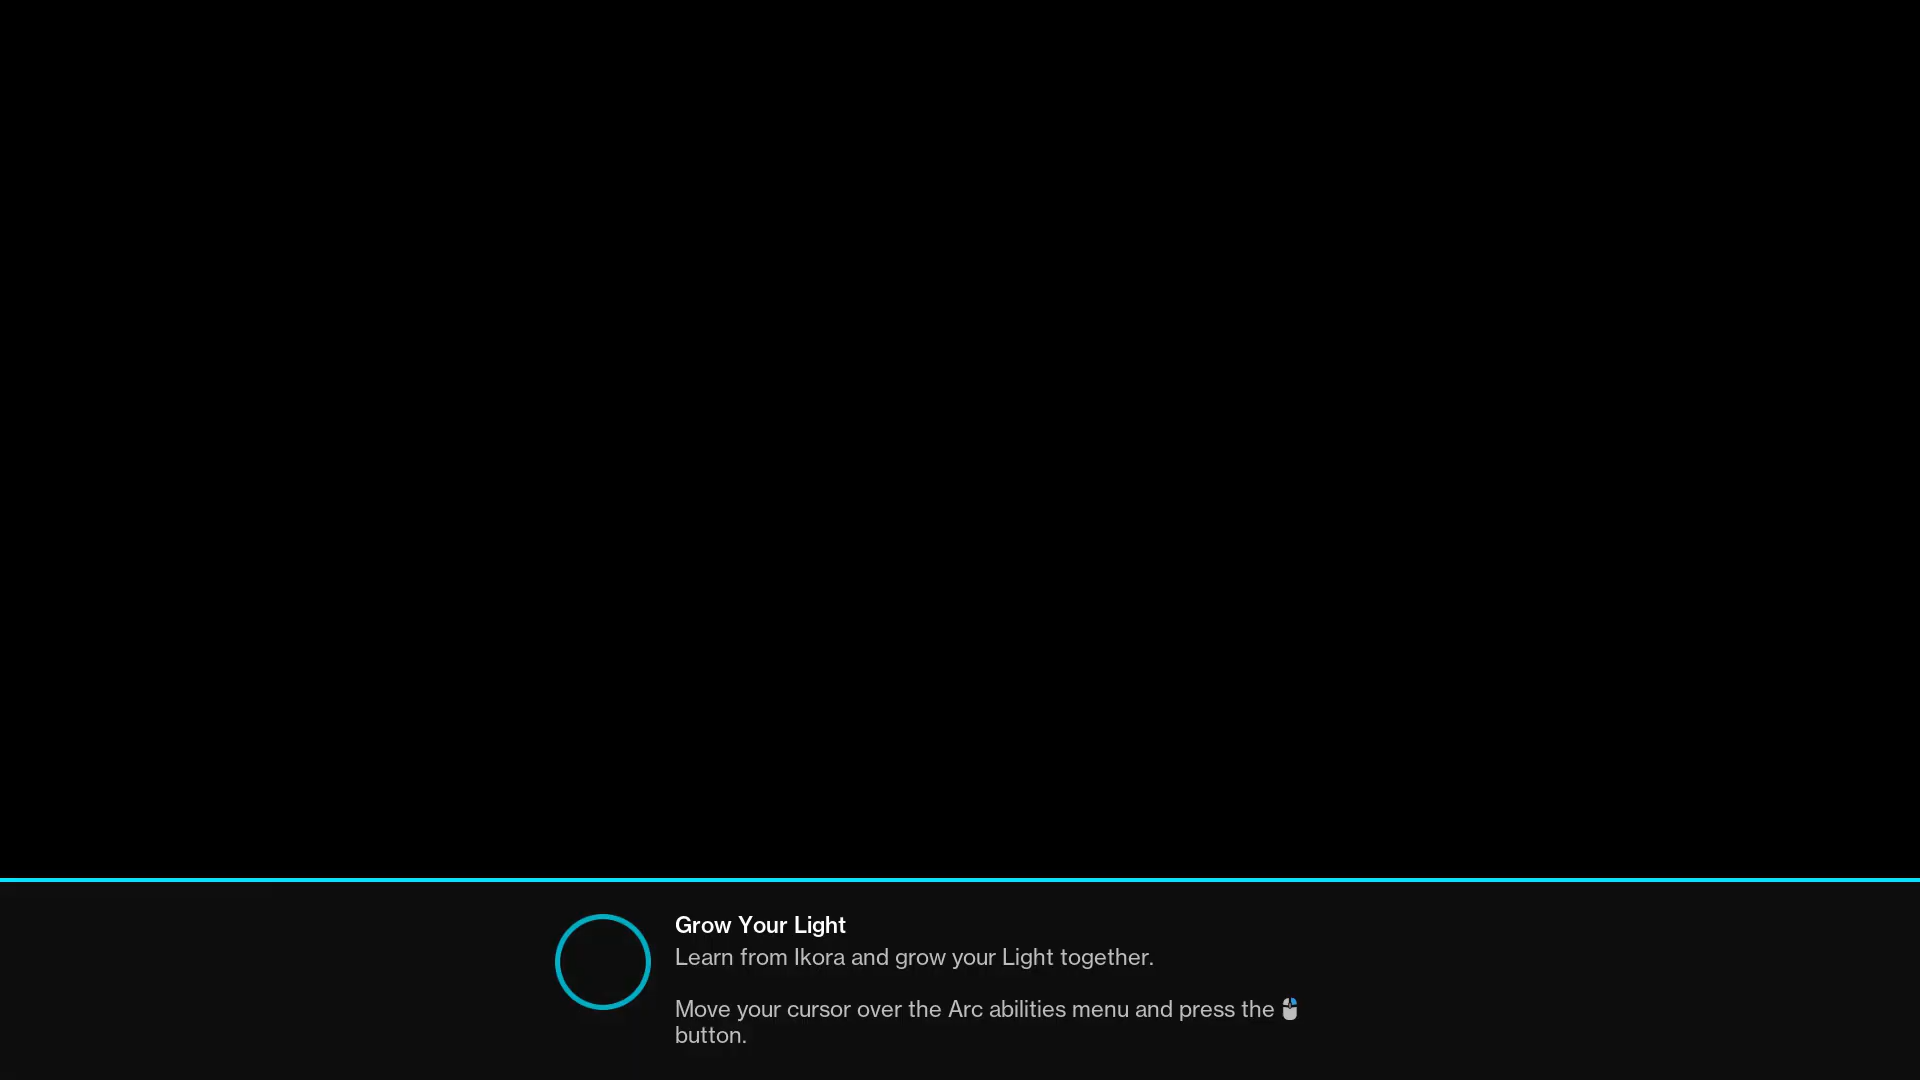 Grow Your Light
Learn from Ikora and grow your Light together.
Move your cursor over the Arc abilities menu and press the
button.